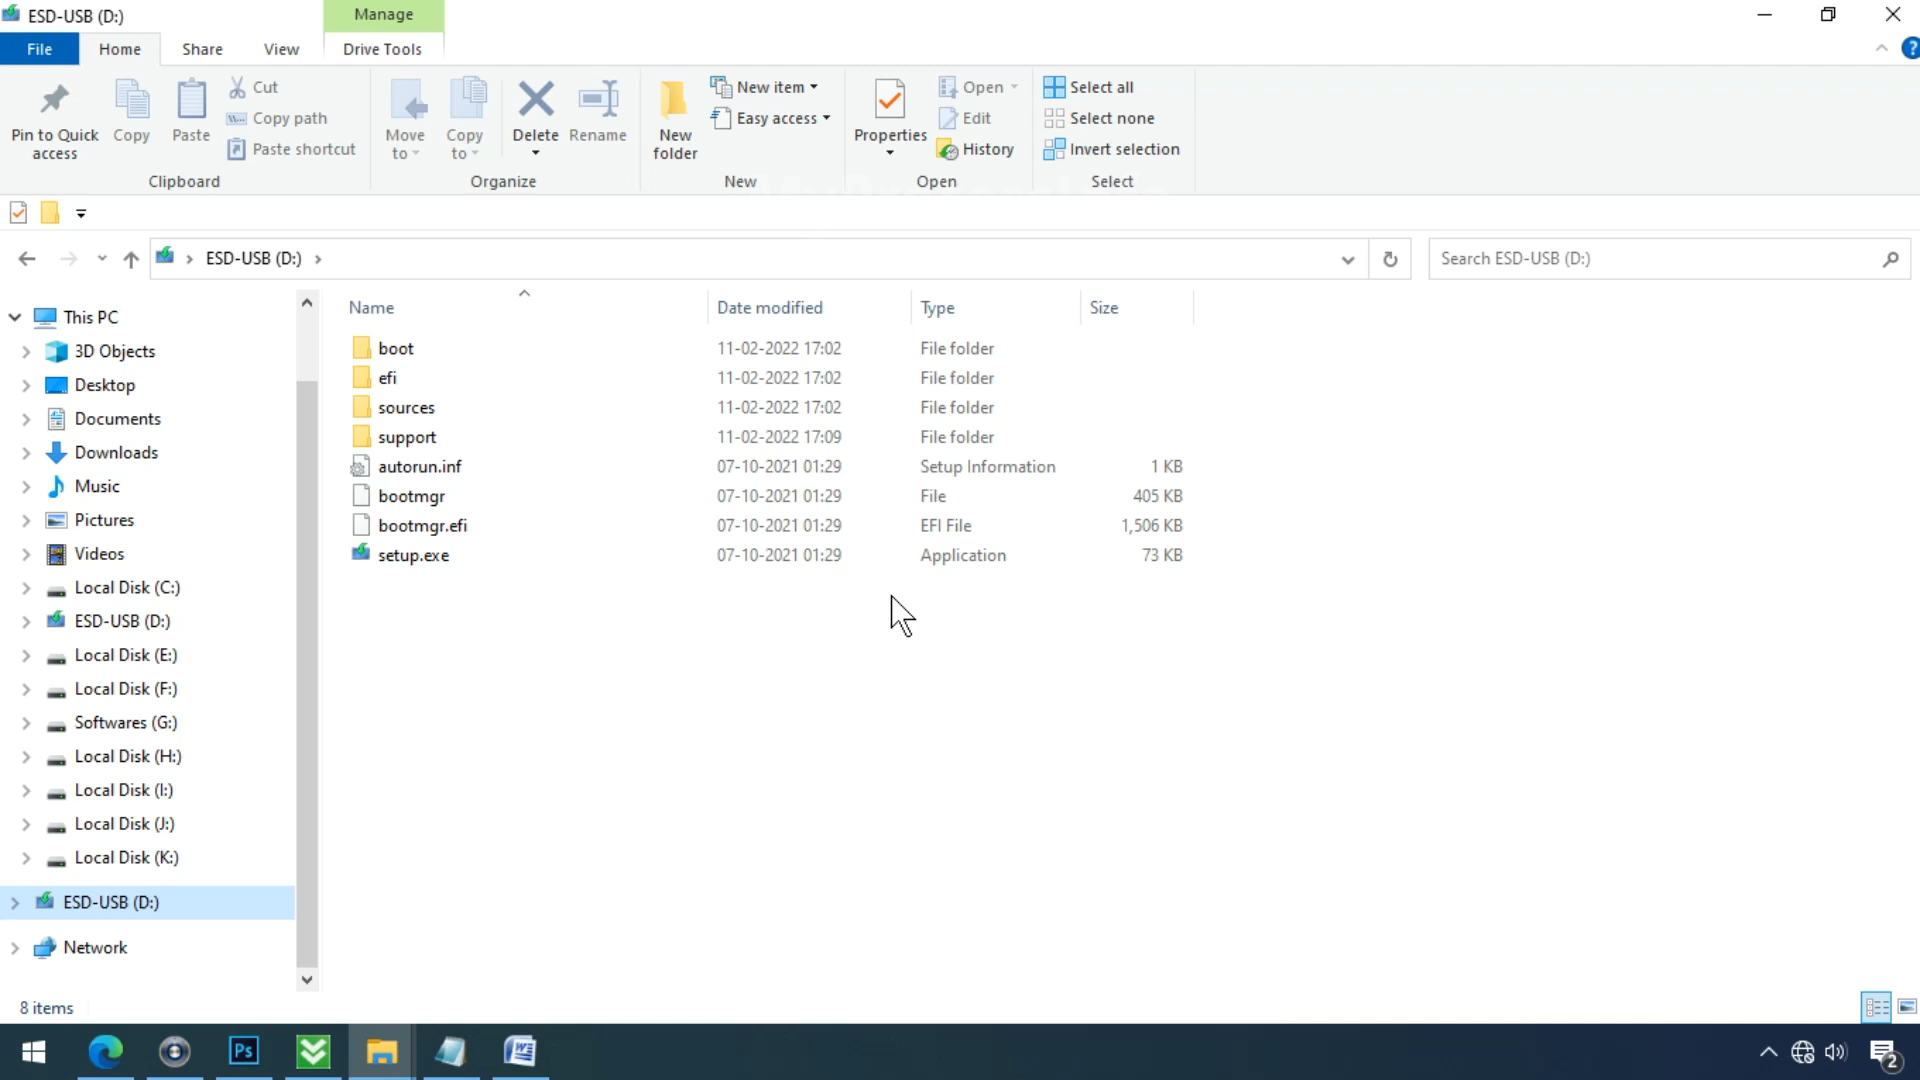 ESD-USB (D:)
Manage
File
Home
Share
View
Drive Tools
Pin to Quick access
Copy
Paste
Cut
Copy path
Paste shortcut
Clipboard
Move to
Copy to
Delete
Rename
Organize
New folder
New item
Easy access
New
Properties
Open
Edit
History
Open
Select all
Select none
Invert selection
Select
ESD-USB (D:)
Search ESD-USB (D:)
This PC
3D Objects
Desktop
Documents
Downloads
Music
Pictures
Videos
Local Disk (C:)
ESD-USB (D:)
Local Disk (E:)
Local Disk (F:)
Softwares (G:)
Local Disk (H:)
Local Disk (I:)
Local Disk (J:)
Local Disk (K:)
ESD-USB (D:)
Network
Name Date modified Type Size
boot 11-02-2022 17:02 File folder
efi 11-02-2022 17:02 File folder
sources 11-02-2022 17:02 File folder
support 11-02-2022 17:09 File folder
autorun.inf 07-10-2021 01:29 Setup Information 1 KB
bootmgr 07-10-2021 01:29 File 405 KB
bootmgr.efi 07-10-2021 01:29 EFI File 1,506 KB
setup.exe 07-10-2021 01:29 Application 73 KB
8 items
Ps
2